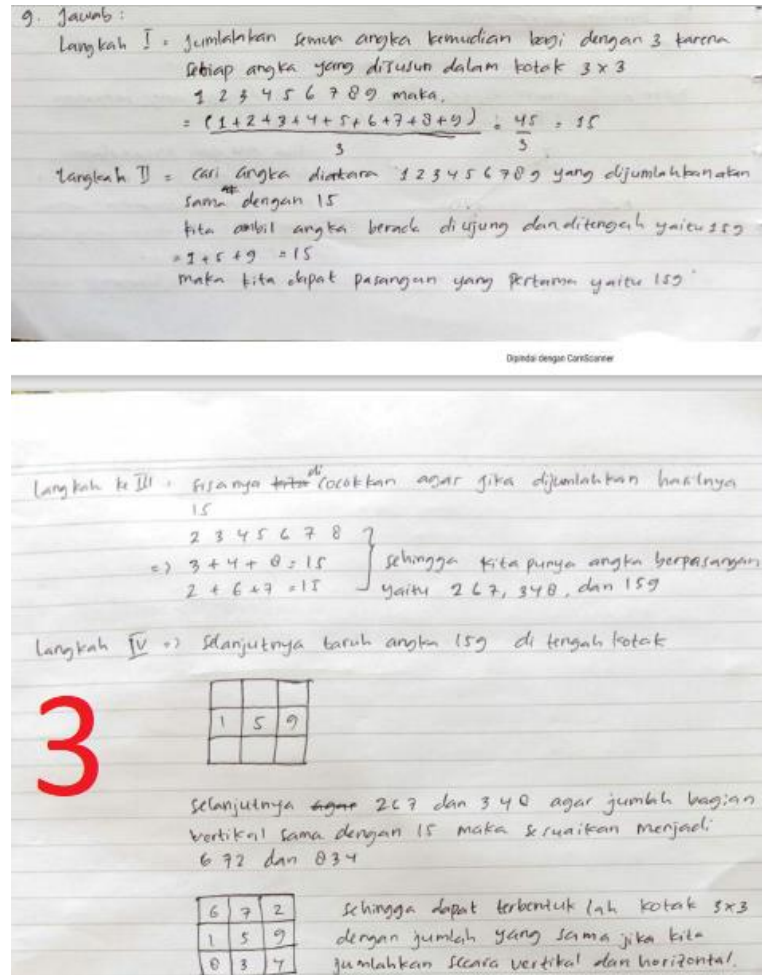 9. Jawab :
Langkah I = Jumlahkan semua angka kemudian bagi dengan 3 karena
setiap angka yang disusun dalam kotak 3 x 3
1 2 3 4 5 6 7 8 9 maka,
= (1+2+3+4+5+6+7+8+9) = 45 = 15
3 3
Langkah II = Cari angka diantara 1 2 3 4 5 6 7 8 9 yang dijumlahkan akan
sama dengan 15
kita ambil angka berada di ujung dan ditengah yaitu 159
= 1 + 5 + 9 = 15
maka kita dapat pasangan yang pertama yaitu 159
Dipindai dengan CamScanner
Langkah ke III = sisanya di cocokkan agar jika dijumlahkan hasilnya
15
2 3 4 5 6 7 8
=> 3 + 4 + 8 = 15 sehingga kita punya angka berpasangan
2 + 6 + 7 = 15 yaitu 267, 348, dan 159
Langkah IV => Selanjutnya taruh angka 159 di tengah kotak
1 5 9
3
selanjutnya 267 dan 348 agar jumlah bagian
vertikal sama dengan 15 maka sesuaikan menjadi
6 72 dan 834
6 7 2 sehingga dapat terbentuk lah kotak 3x3
1 5 9 dengan jumlah yang sama jika kita
8 3 4 jumlahkan secara vertikal dan horizontal.